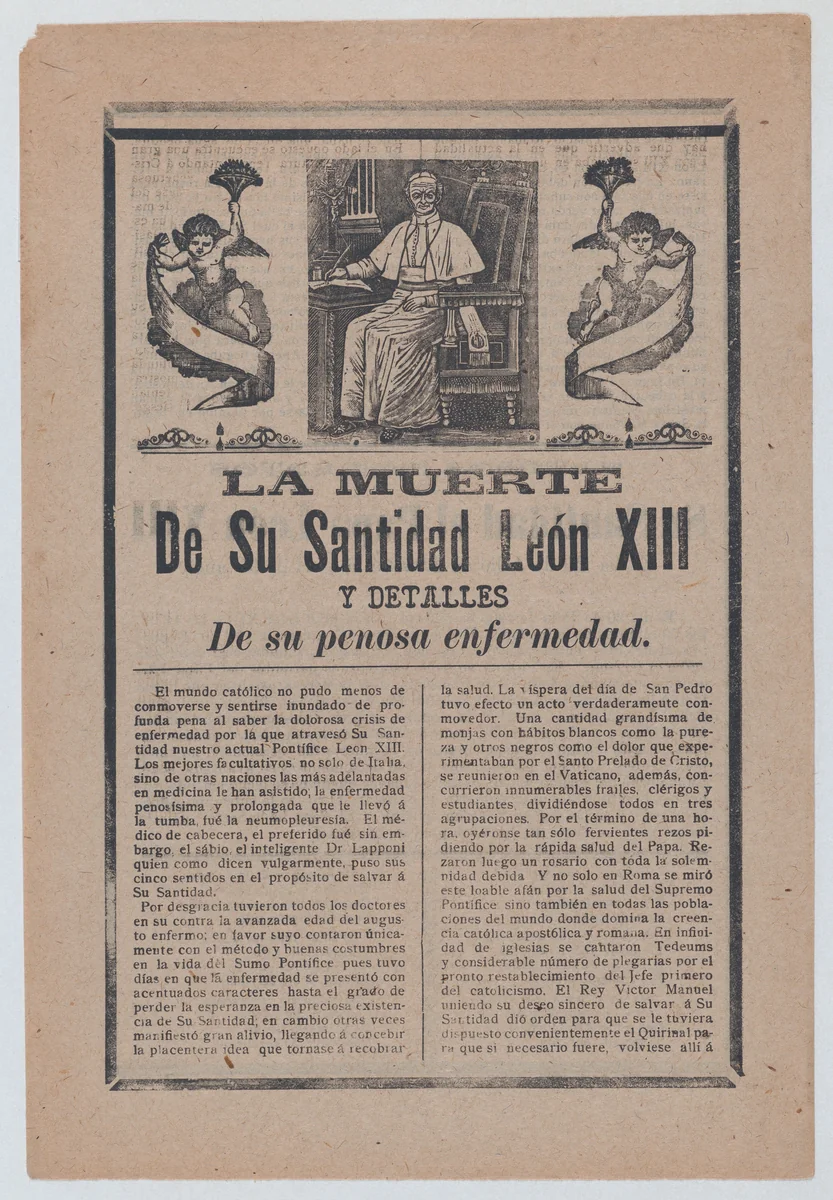 LA MUERTE
De Su Santidad León XIII
Y DETALLES
De su penosa enfermedad.
El mundo católico no pudo menos de
conmoverse y sentirse inundado de pro-
funda pena al saber la dolorosa crisis de
enfermedad por la que atravesó Su San-
tidad nuestro actual Pontífice Leon XIII.
Los mejores facultativos no solo de Italia,
sino de otras naciones las más adelantadas
en medicina le han asistido; la enfermedad
penosísima y prolongada que le llevó á
la tumba, fué la neumopleuresía. El mé-
dico de cabecera, el preferido fué sin em-
bargo, el sábio, el inteligente Dr Lapponi
quien como dicen vulgarmente, puso sus
cinco sentidos en el propósito de salvar á
Su Santidad.
Por desgracia tuvieron todos los doctores
en su contra la avanzada edad del augus-
to enfermo; en favor suyo contaron única-
mente con el método y buenas costumbres
en la vida del Sumo Pontífice pues tuvo
días en que la enfermedad se presentó con
acentuados caracteres hasta el grado de
perder la esperanza en la preciosa existen-
cia de Su Santidad; en cambio otras veces
manifiestó gran alivio, llegando á concebir
la placentera idea que tornase á recobrar
la salud. La víspera del día de San Pedro
tuvo efecto un acto verdaderameute con-
movedor. Una cantidad grandísima de
monjas con hábitos blancos como la pure-
za y otros negros como el dolor que expe-
rimentaban por el Santo Prelado de Cristo,
se reunieron en el Vaticano, además, con-
currieron innumerables frailes, clérigos y
estudiantes, dividiéndose todos en tres
agrupaciones. Por el término de una ho-
ra, oyéronse tan sólo fervientes rezos pi-
diendo por la rápida salud del Papa. Re-
zaron luego un rosario con toda la solem-
nidad debida Y no solo en Roma se miró
este loable afán por la salud del Supremo
Pontífice sino también en todas las pobla-
ciones del mundo donde domina la creen-
cia católica apostólica y romana. En infini-
dad de iglesias se cantaron Tedeums
y considerable número de plegarias por el
pronto restablecimiento del Jefe primero
del catolicismo. El Rey Victor Manuel
uniendo su deseo sincero de salvar á Su
Santidad dió orden para que se le tuviera
dispuesto convenientemente el Quirinal pa-
ra que si necesario fuere, volviese allí á